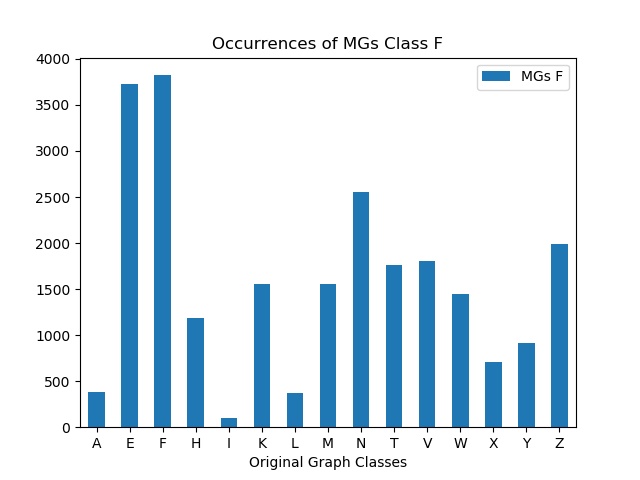 Occurrences of MGs Class F
MGs F
4000
3500
3000
2500
2000
1500
1000
500
0
A E F H I K L M N T V W X Y Z
Original Graph Classes